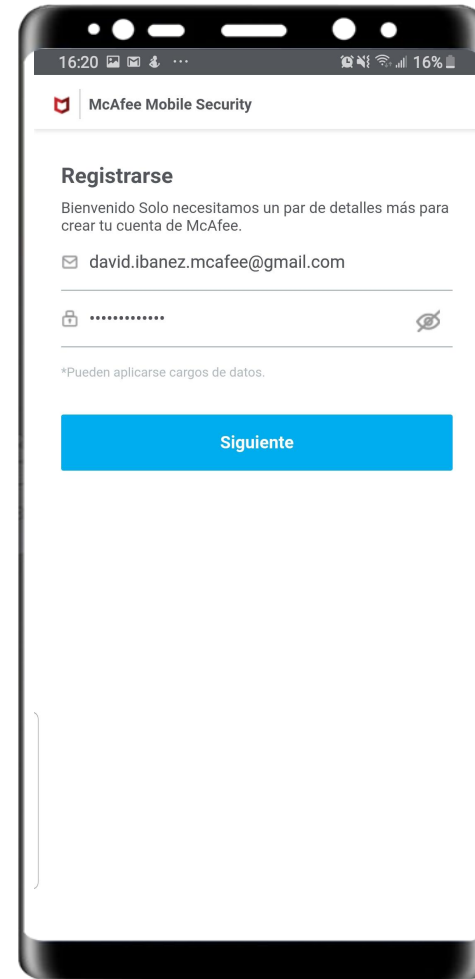 16:20 ··· 16%
McAfee Mobile Security
Registrarse
Bienvenido Solo necesitamos un par de detalles más para
crear tu cuenta de McAfee.
david.ibanez.mcafee@gmail.com
•••••••••••••
*Pueden aplicarse cargos de datos.
Siguiente